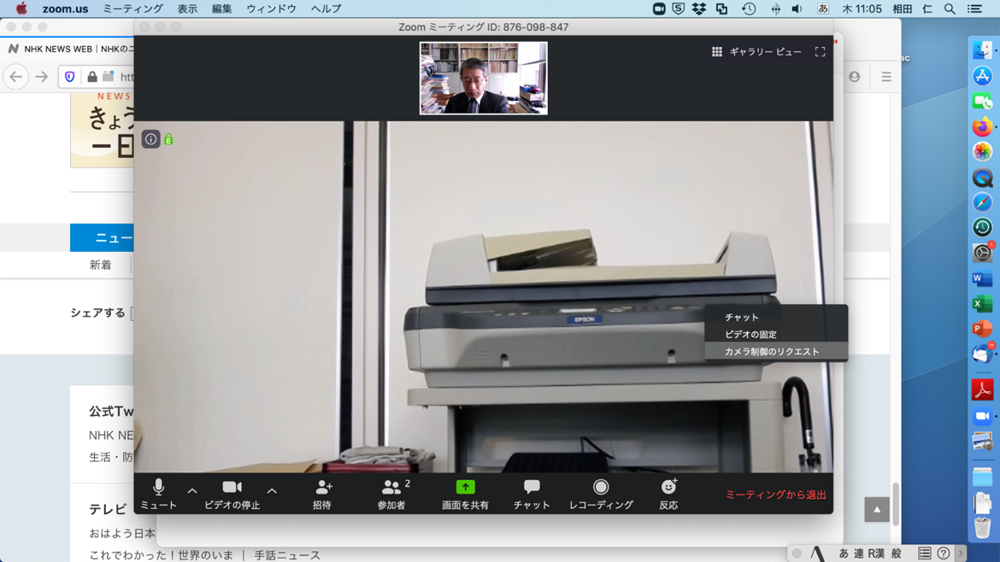 zoom.us ミーティング 表示 編集 ウィンドウ ヘルプ
あ 木 11:05 相田 仁
Zoom ミーティング ID: 876-098-847
NHK NEWS WEB｜NHKのニ
ギャラリー ビュー
ac
htt
NEWS
きょう
一日
E
EPSON
ニュー
新着
シェアする
チャット
ビデオの固定
カメラ制御のリクエスト
公式Tw
NHK NE
生活・防
テレビ
おはよう日本
これでわかった！世界のいま ｜ 手話ニュース
2
ミュート ビデオの停止 招待 参加者 画面を共有 チャット レコーディング 反応 ミーティングから退出
1
W
X
P
11
あ 連 R漢 般